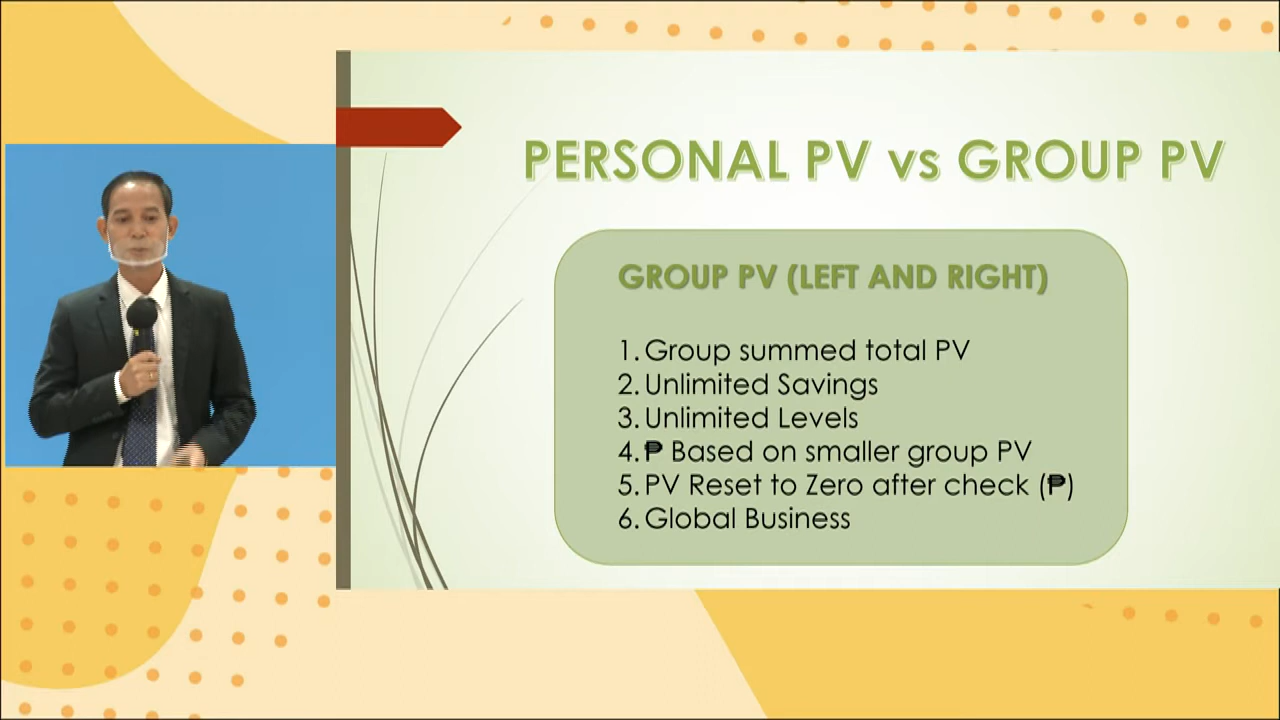 PERSONAL PV vs GROUP PV
GROUP PV (LEFT AND RIGHT)
1. Group summed total PV
2. Unlimited Savings
3. Unlimited Levels
4. ₱ Based on smaller group PV
5. PV Reset to Zero after check (₱)
6. Global Business